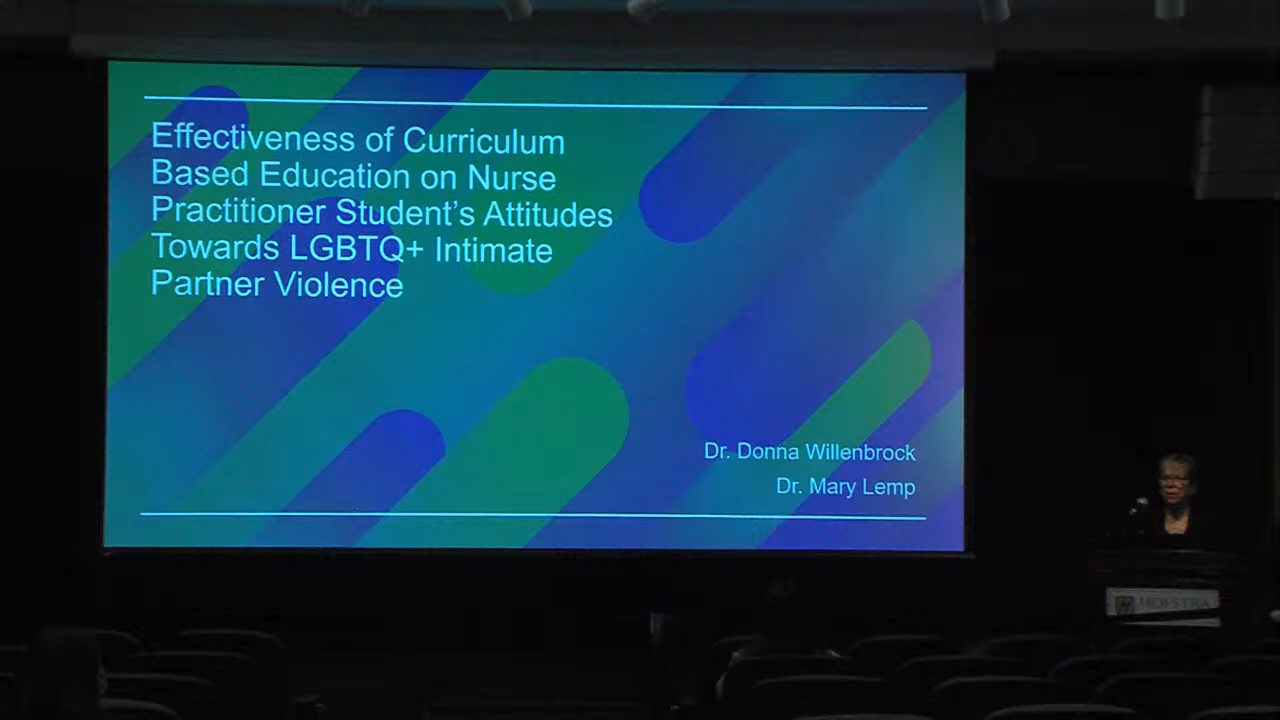 Effectiveness of Curriculum
Based Education on Nurse
Practitioner Student's Attitudes
Towards LGBTQ+ Intimate
Partner Violence
Dr. Donna Willenbrock
Dr. Mary Lemp
HOFSTRA